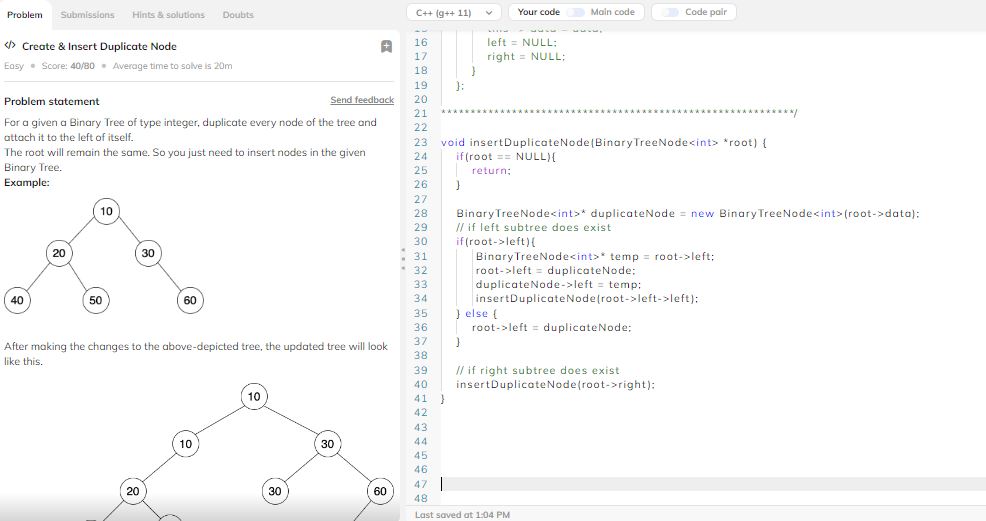 Problem
Submissions
Hints & solutions
Doubts
</> Create & Insert Duplicate Node
Easy • Score: 40/80 • Average time to solve is 20m
Problem statement
Send feedback
For a given a Binary Tree of type integer, duplicate every node of the tree and
attach it to the left of itself.
The root will remain the same. So you just need to insert nodes in the given
Binary Tree.
Example:
10
20 30
40 50 60
After making the changes to the above-depicted tree, the updated tree will look
like this.
10
10 30
20 30 60
C++ (g++ 11)
Your code
Main code
Code pair
15 this -> data = data;
16 left = NULL;
17 right = NULL;
18 }
19 };
20
21 ************************************************************/
22
23 void insertDuplicateNode(BinaryTreeNode<int> *root) {
24 if(root == NULL){
25 return;
26 }
27
28 BinaryTreeNode<int>* duplicateNode = new BinaryTreeNode<int>(root->data);
29 // if left subtree does exist
30 if(root->left){
31 BinaryTreeNode<int>* temp = root->left;
32 root->left = duplicateNode;
33 duplicateNode->left = temp;
34 insertDuplicateNode(root->left->left);
35 } else {
36 root->left = duplicateNode;
37 }
38
39 // if right subtree does exist
40 insertDuplicateNode(root->right);
41 }
42
43
44
45
46
47
48
Last saved at 1:04 PM